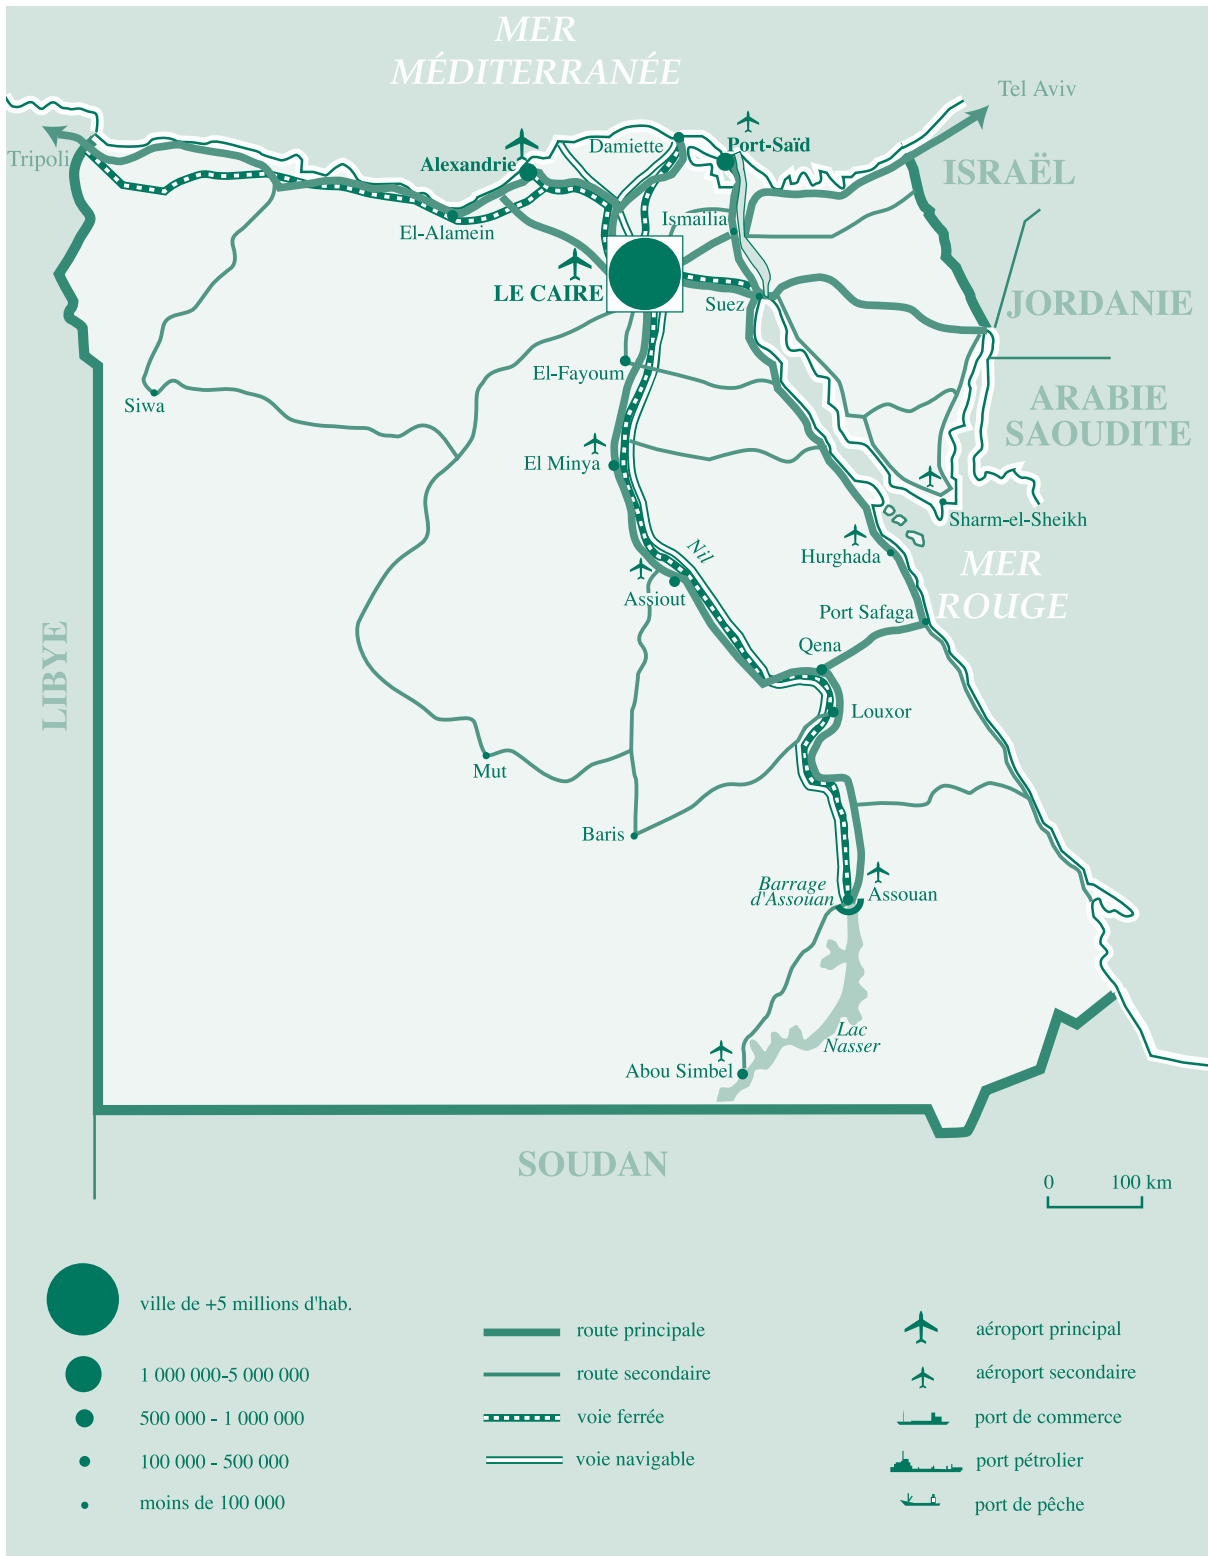 MER
MÉDITERRANÉE
Tel Aviv
Tripoli
Damiette
Port-Saïd
Alexandrie
ISRAËL
Ismailia
El-Alamein
LE CAIRE
Suez
JORDANIE
El-Fayoum
Siwa
ARABIE
SAOUDITE
El Minya
Sharm-el-Sheikh
Nil
Hurghada
MER
ROUGE
Assiout
Port Safaga
Qena
LIBYE
Louxor
Mut
Baris
Barrage
d'Assouan
Assouan
Lac
Nasser
Abou Simbel
SOUDAN
0 100 km
ville de +5 millions d'hab.
1 000 000-5 000 000
500 000 - 1 000 000
100 000 - 500 000
moins de 100 000
route principale
route secondaire
voie ferrée
voie navigable
aéroport principal
aéroport secondaire
port de commerce
port pétrolier
port de pêche